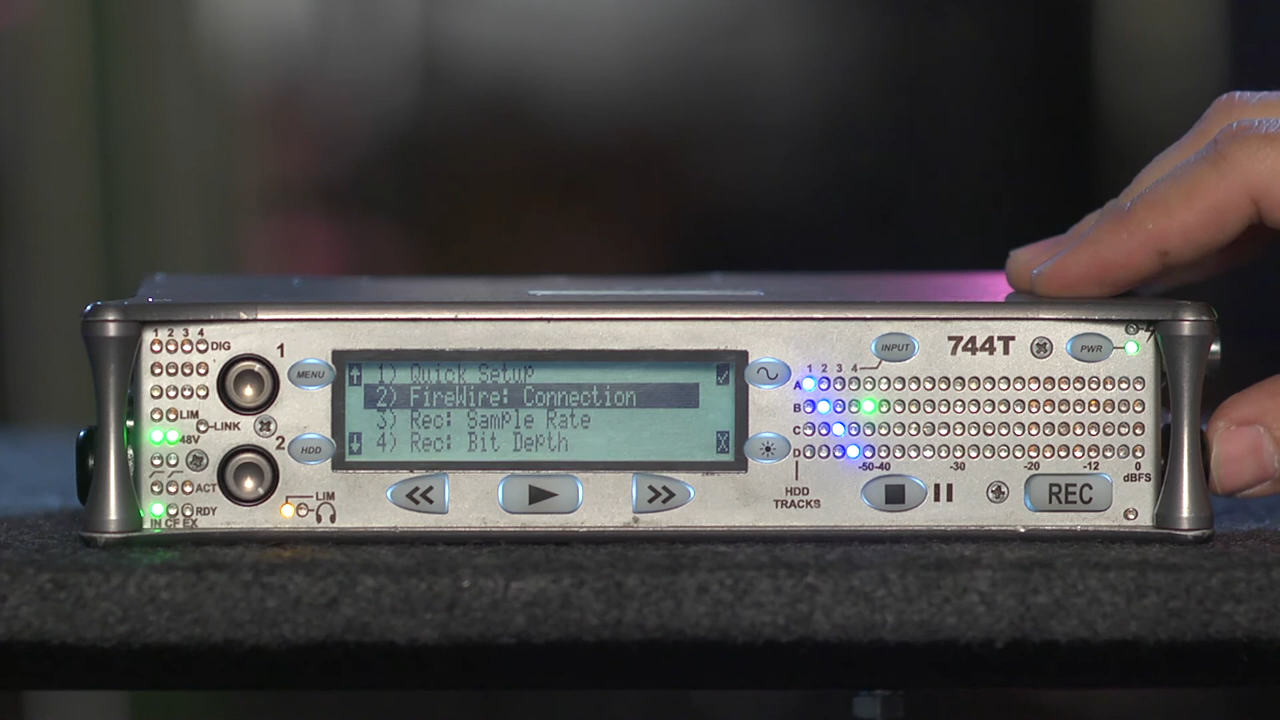 1 2 3 4
DIG
LIM
LINK
48V
ACT
RDY
IN CF EX
1
2
MENU
HDD
LIM
1) Quick Setup
2) FireWire: Connection
3) Rec: Sample Rate
4) Rec: Bit Depth
INPUT
744T
PWR
1 2 3 4
A
B
C
D
-50 -40 -30 -20 -12 0
dBFS
HDD
TRACKS
REC